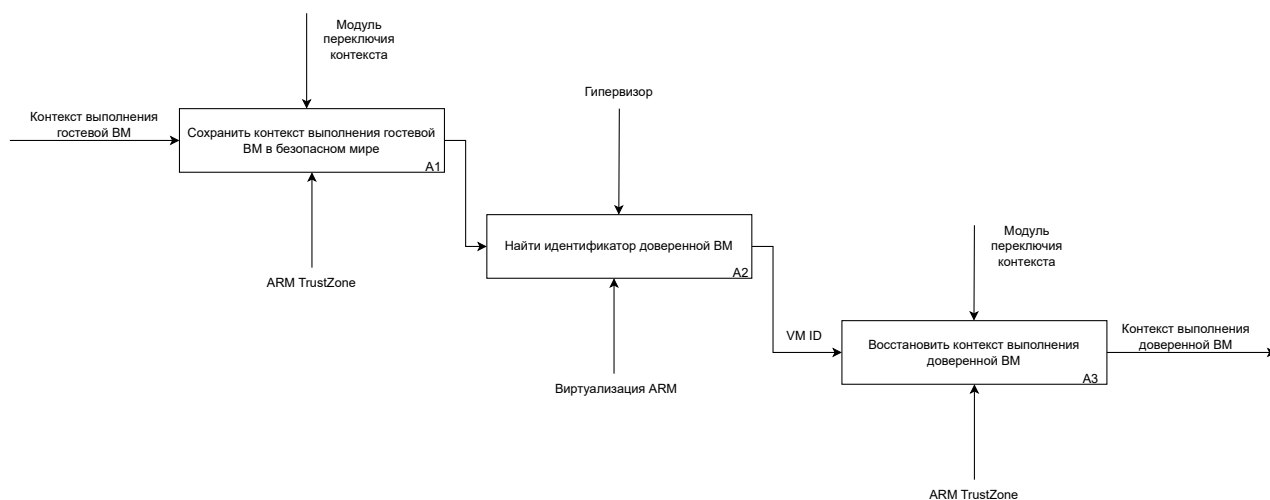 Модуль
переключия
контекста
Гипервизор
Контекст выполнения
гостевой ВМ
Сохранить контекст выполнения гостевой
ВМ в безопасном мире
A1
Найти идентификатор доверенной ВМ
A2
Модуль
переключия
контекста
ARM TrustZone
VM ID
Восстановить контекст выполнения
доверенной ВМ
A3
Контекст выполнения
доверенной ВМ
Виртуализация ARM
ARM TrustZone